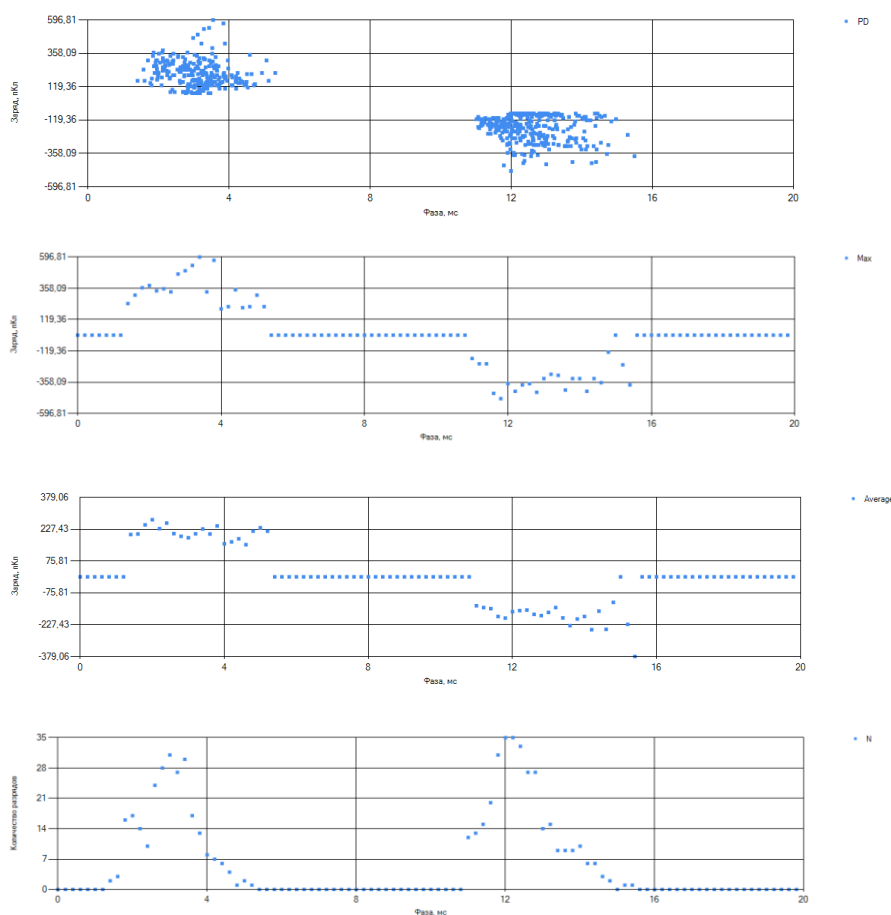 596,81
358,09
119,36
-119,36
-358,09
-596,81
Заряд, пКл
0 4 8 12 16 20
Фаза, мс
PD
596,81
358,09
119,36
-119,36
-358,09
-596,81
Заряд, пКл
0 4 8 12 16 20
Фаза, мс
Max
379,06
227,43
75,81
-75,81
-227,43
-379,06
Заряд, пКл
0 4 8 12 16 20
Фаза, мс
Average
35
28
21
14
7
0
Количество разрядов
0 4 8 12 16 20
Фаза, мс
N